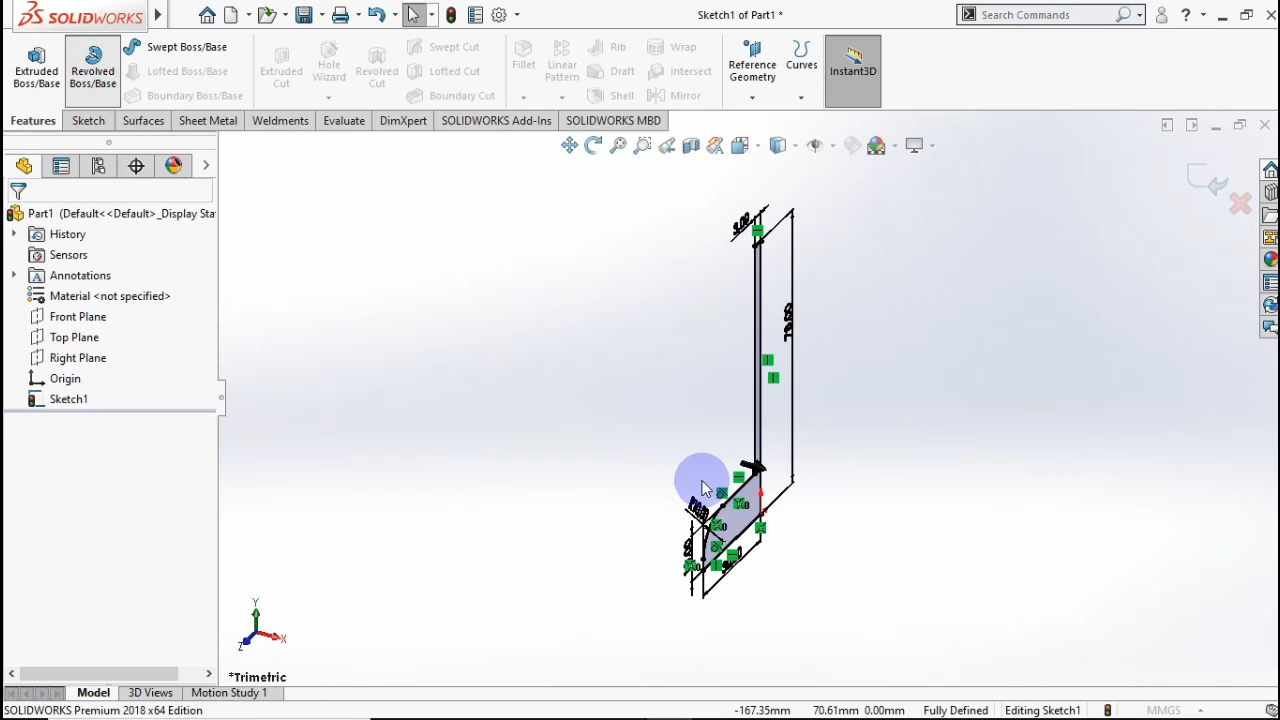 SOLIDWORKS
Sketch1 of Part1 *
Search Commands
?
Extruded Boss/Base
Revolved Boss/Base
Swept Boss/Base
Lofted Boss/Base
Boundary Boss/Base
Extruded Cut
Hole Wizard
Revolved Cut
Swept Cut
Lofted Cut
Boundary Cut
Fillet
Linear Pattern
Rib
Draft
Shell
Wrap
Intersect
Mirror
Reference Geometry
Curves
Instant3D
Features
Sketch
Surfaces
Sheet Metal
Weldments
Evaluate
DimXpert
SOLIDWORKS Add-Ins
SOLIDWORKS MBD
Part1 (Default<<Default>_Display Sta
History
Sensors
Annotations
Material <not specified>
Front Plane
Top Plane
Right Plane
Origin
Sketch1
Y
X
Z
*Trimetric
Model
3D Views
Motion Study 1
SOLIDWORKS Premium 2018 x64 Edition
-167.35mm
70.61mm
0.00mm
Fully Defined
Editing Sketch1
MMGS